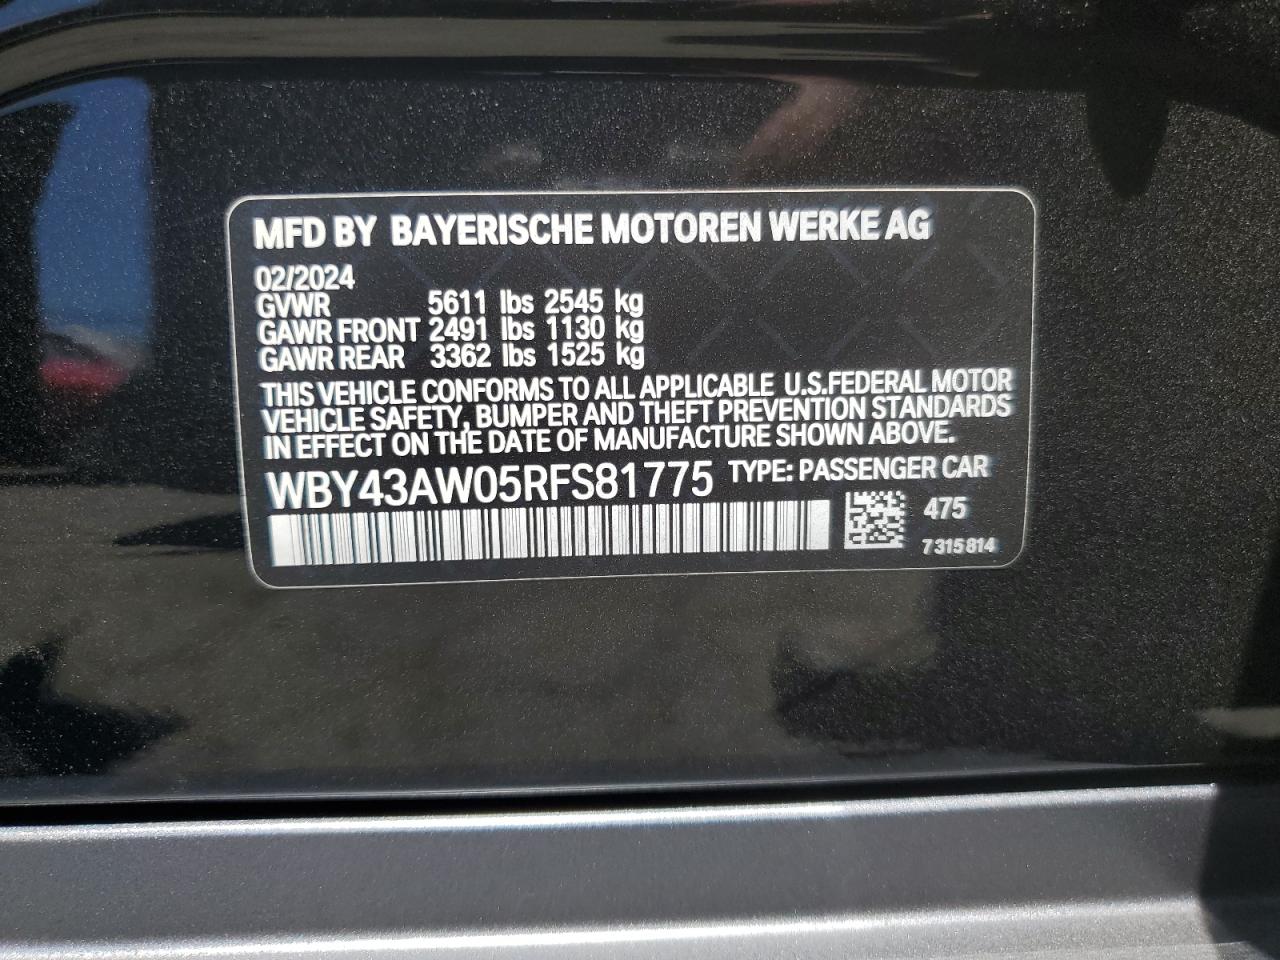 MFD BY BAYERISCHE MOTOREN WERKE AG
02/2024
GVWR 5611 lbs 2545 kg
GAWR FRONT 2491 lbs 1130 kg
GAWR REAR 3362 lbs 1525 kg
THIS VEHICLE CONFORMS TO ALL APPLICABLE U.S.FEDERAL MOTOR
VEHICLE SAFETY, BUMPER AND THEFT PREVENTION STANDARDS
IN EFFECT ON THE DATE OF MANUFACTURE SHOWN ABOVE.
WBY43AW05RFS81775 TYPE: PASSENGER CAR
475
7315814